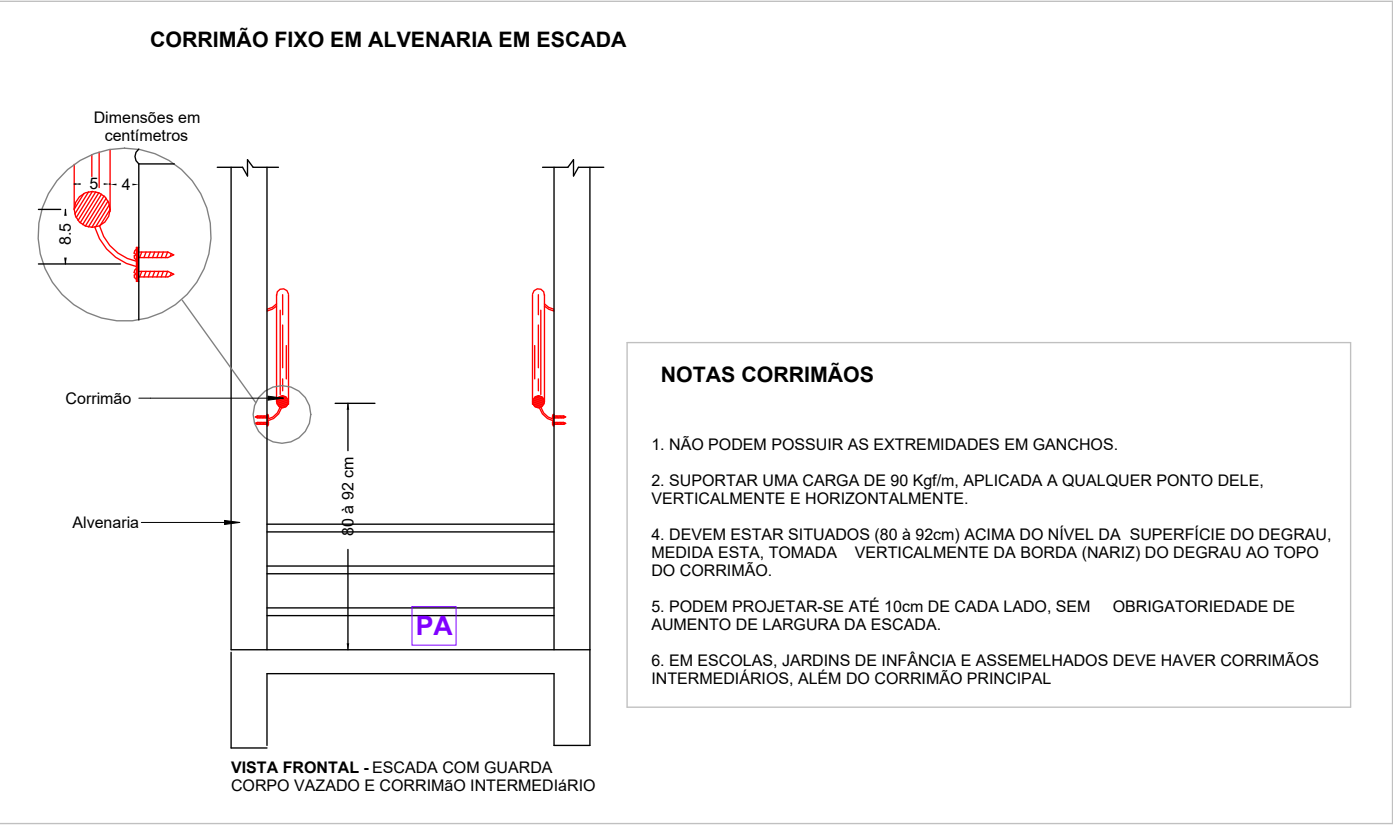 CORRIMÃO FIXO EM ALVENARIA EM ESCADA
Dimensões em
centímetros
5
4
8.5
Corrimão
80 à 92 cm
Alvenaria
PA
VISTA FRONTAL - ESCADA COM GUARDA
CORPO VAZADO E CORRIMãO INTERMEDIáRIO
NOTAS CORRIMÃOS
1. NÃO PODEM POSSUIR AS EXTREMIDADES EM GANCHOS.
2. SUPORTAR UMA CARGA DE 90 Kgf/m, APLICADA A QUALQUER PONTO DELE,
VERTICALMENTE E HORIZONTALMENTE.
4. DEVEM ESTAR SITUADOS (80 à 92cm) ACIMA DO NÍVEL DA SUPERFÍCIE DO DEGRAU,
MEDIDA ESTA, TOMADA VERTICALMENTE DA BORDA (NARIZ) DO DEGRAU AO TOPO
DO CORRIMÃO.
5. PODEM PROJETAR-SE ATÉ 10cm DE CADA LADO, SEM OBRIGATORIEDADE DE
AUMENTO DE LARGURA DA ESCADA.
6. EM ESCOLAS, JARDINS DE INFÂNCIA E ASSEMELHADOS DEVE HAVER CORRIMÃOS
INTERMEDIÁRIOS, ALÉM DO CORRIMÃO PRINCIPAL